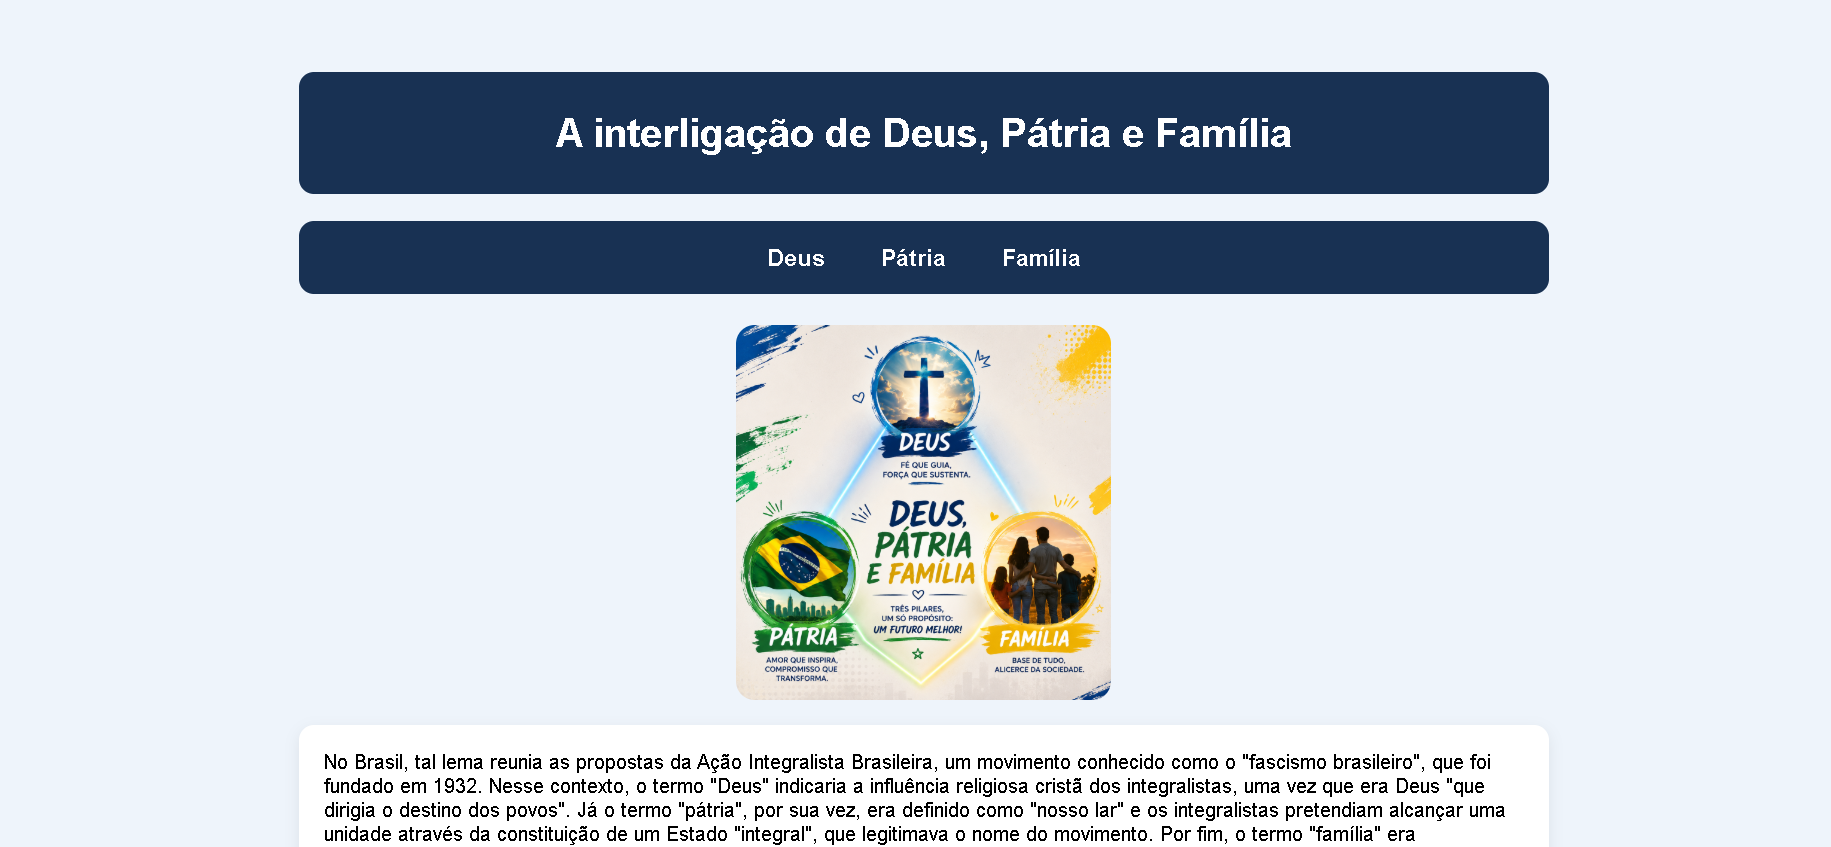 A interligação de Deus, Pátria e Família
Deus Pátria Família
DEUS
FÉ QUE GUIA,
FORÇA QUE SUSTENTA.
DEUS,
PÁTRIA
E FAMÍLIA
TRÊS PILARES,
UM SÓ PROPÓSITO:
UM FUTURO MELHOR!
PÁTRIA
AMOR QUE INSPIRA,
COMPROMISSO QUE
TRANSFORMA.
FAMÍLIA
BASE DE TUDO,
ALICERCE DA SOCIEDADE.
No Brasil, tal lema reunia as propostas da Ação Integralista Brasileira, um movimento conhecido como o "fascismo brasileiro", que foi
fundado em 1932. Nesse contexto, o termo "Deus" indicaria a influência religiosa cristã dos integralistas, uma vez que era Deus "que
dirigia o destino dos povos". Já o termo "pátria", por sua vez, era definido como "nosso lar" e os integralistas pretendiam alcançar uma
unidade através da constituição de um Estado "integral", que legitimava o nome do movimento. Por fim, o termo "família" era